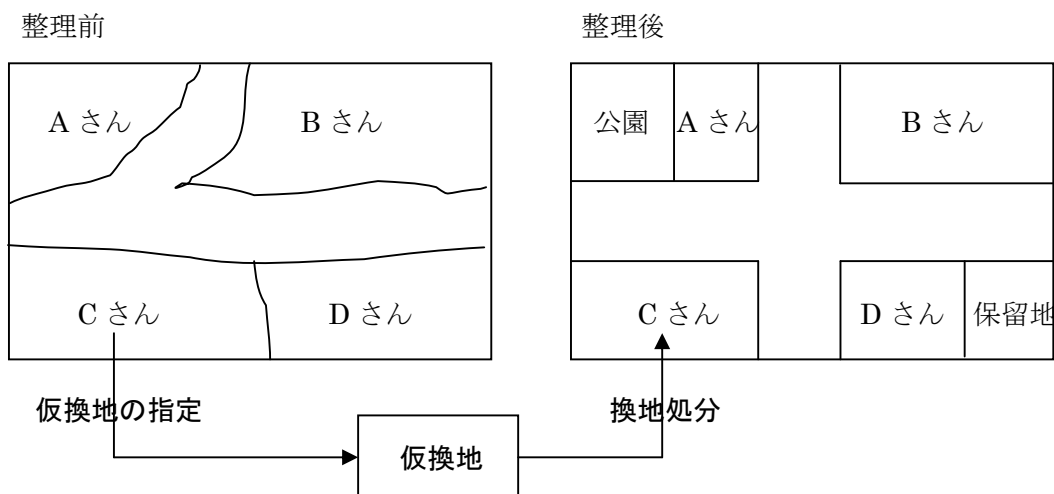 整理前
整理後
A さん
B さん
公園
A さん
B さん
C さん
D さん
C さん
D さん
保留地
仮換地の指定
換地処分
仮換地